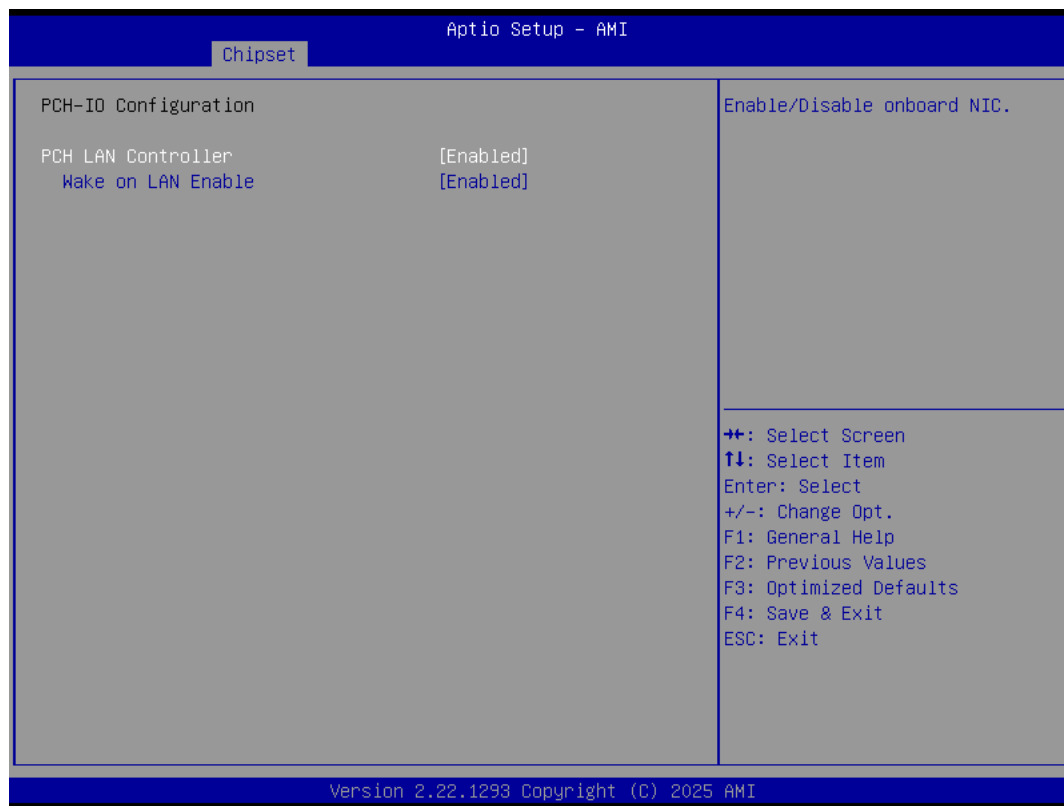 Aptio Setup – AMI
Chipset
PCH-IO Configuration
PCH LAN Controller [Enabled]
Wake on LAN Enable [Enabled]
Enable/Disable onboard NIC.
→←: Select Screen
↑↓: Select Item
Enter: Select
+/-: Change Opt.
F1: General Help
F2: Previous Values
F3: Optimized Defaults
F4: Save & Exit
ESC: Exit
Version 2.22.1293 Copyright (C) 2025 AMI